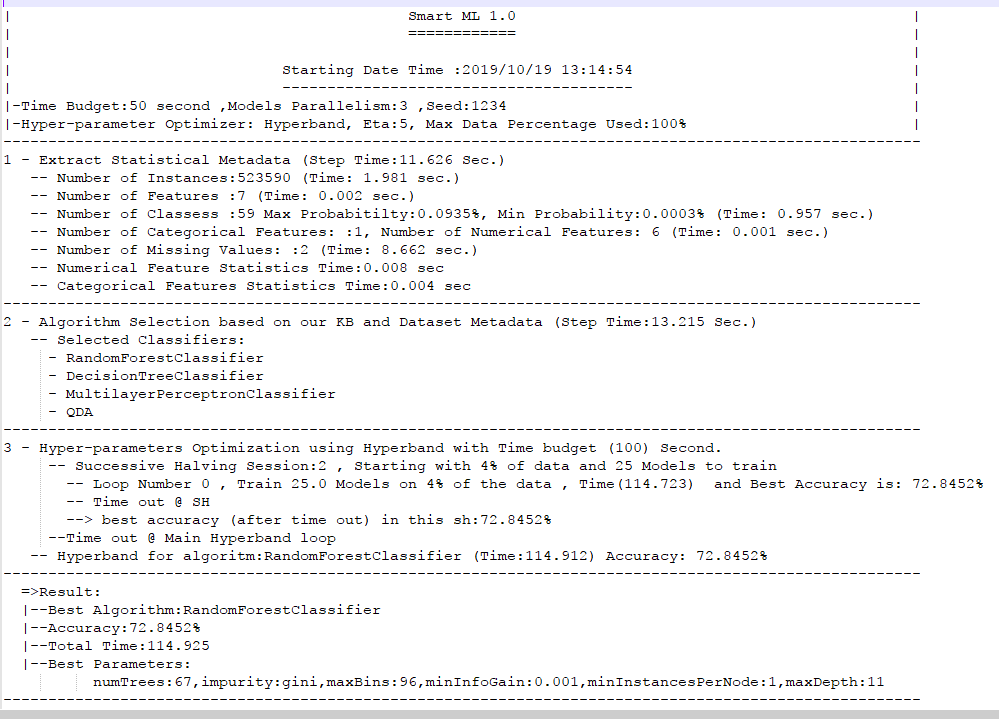 | Smart ML 1.0 |
| ============ |
| |
| Starting Date Time :2019/10/19 13:14:54 |
| --------------------------------------- |
|-Time Budget:50 second ,Models Parallelism:3 ,Seed:1234 |
|-Hyper-parameter Optimizer: Hyperband, Eta:5, Max Data Percentage Used:100% |
------------------------------------------------------------------------------------------------------
1 - Extract Statistical Metadata (Step Time:11.626 Sec.)
-- Number of Instances:523590 (Time: 1.981 sec.)
-- Number of Features :7 (Time: 0.002 sec.)
-- Number of Classess :59 Max Probabitilty:0.0935%, Min Probability:0.0003% (Time: 0.957 sec.)
-- Number of Categorical Features: :1, Number of Numerical Features: 6 (Time: 0.001 sec.)
-- Number of Missing Values: :2 (Time: 8.662 sec.)
-- Numerical Feature Statistics Time:0.008 sec
-- Categorical Features Statistics Time:0.004 sec
------------------------------------------------------------------------------------------------------
2 - Algorithm Selection based on our KB and Dataset Metadata (Step Time:13.215 Sec.)
-- Selected Classifiers:
- RandomForestClassifier
- DecisionTreeClassifier
- MultilayerPerceptronClassifier
- QDA
------------------------------------------------------------------------------------------------------
3 - Hyper-parameters Optimization using Hyperband with Time budget (100) Second.
-- Successive Halving Session:2 , Starting with 4% of data and 25 Models to train
-- Loop Number 0 , Train 25.0 Models on 4% of the data , Time(114.723)  and Best Accuracy is: 72.8452%
-- Time out @ SH
--> best accuracy (after time out) in this sh:72.8452%
--Time out @ Main Hyperband loop
-- Hyperband for algoritm:RandomForestClassifier (Time:114.912) Accuracy: 72.8452%
------------------------------------------------------------------------------------------------------
=>Result:
|--Best Algorithm:RandomForestClassifier
|--Accuracy:72.8452%
|--Total Time:114.925
|--Best Parameters:
numTrees:67,impurity:gini,maxBins:96,minInfoGain:0.001,minInstancesPerNode:1,maxDepth:11
------------------------------------------------------------------------------------------------------